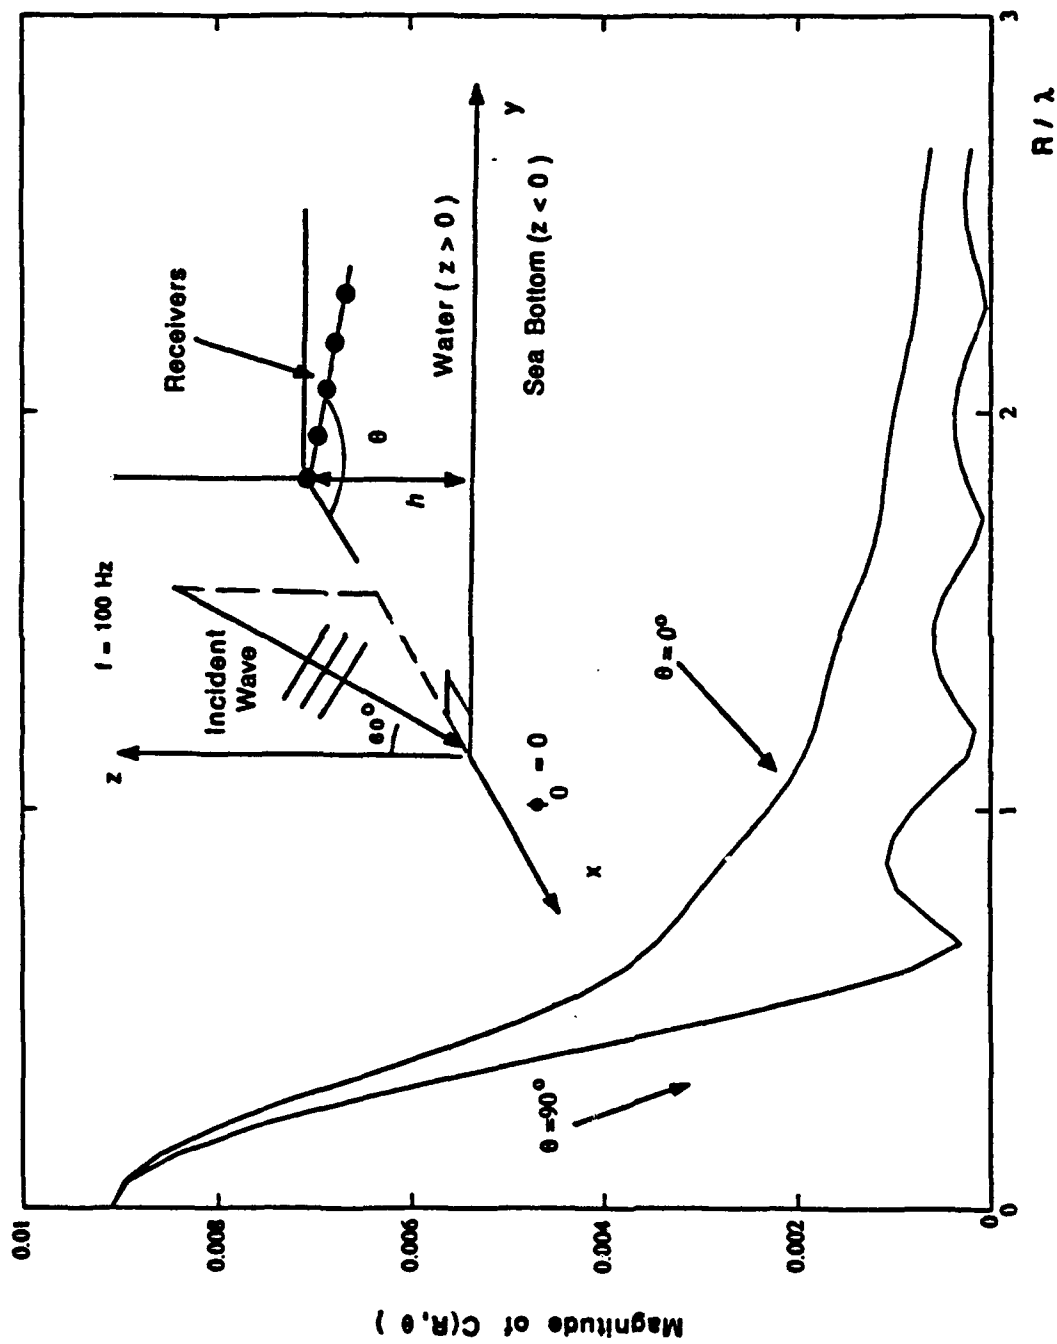 Magnitude of C(R, θ)
0.01
0.008
0.006
0.004
0.002
0
0
1
2
3
R / λ
f = 100 Hz
Incident
Wave
z
60°
ϕ0 = 0
x
y
h
θ
Receivers
Water ( z > 0 )
Sea Bottom ( z < 0 )
θ = 0°
θ = 90°